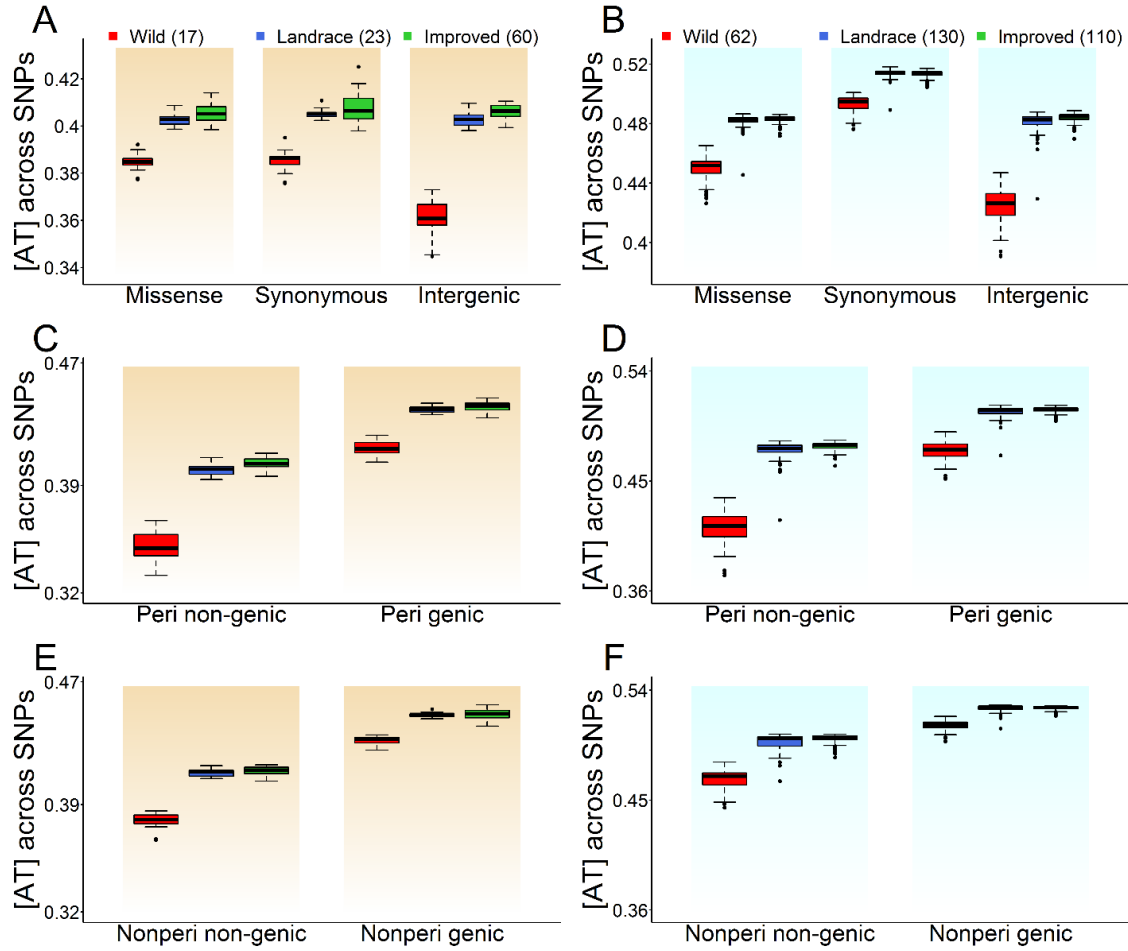 A
Wild (17) Landrace (23) Improved (60)
[AT] across SNPs
0.42
0.4
0.38
0.36
0.34
Missense Synonymous Intergenic
B
Wild (62) Landrace (130) Improved (110)
[AT] across SNPs
0.52
0.48
0.44
0.4
Missense Synonymous Intergenic
C
[AT] across SNPs
0.47
0.39
0.32
Peri non-genic Peri genic
D
[AT] across SNPs
0.54
0.45
0.36
Peri non-genic Peri genic
E
[AT] across SNPs
0.47
0.39
0.32
Nonperi non-genic Nonperi genic
F
[AT] across SNPs
0.54
0.45
0.36
Nonperi non-genic Nonperi genic